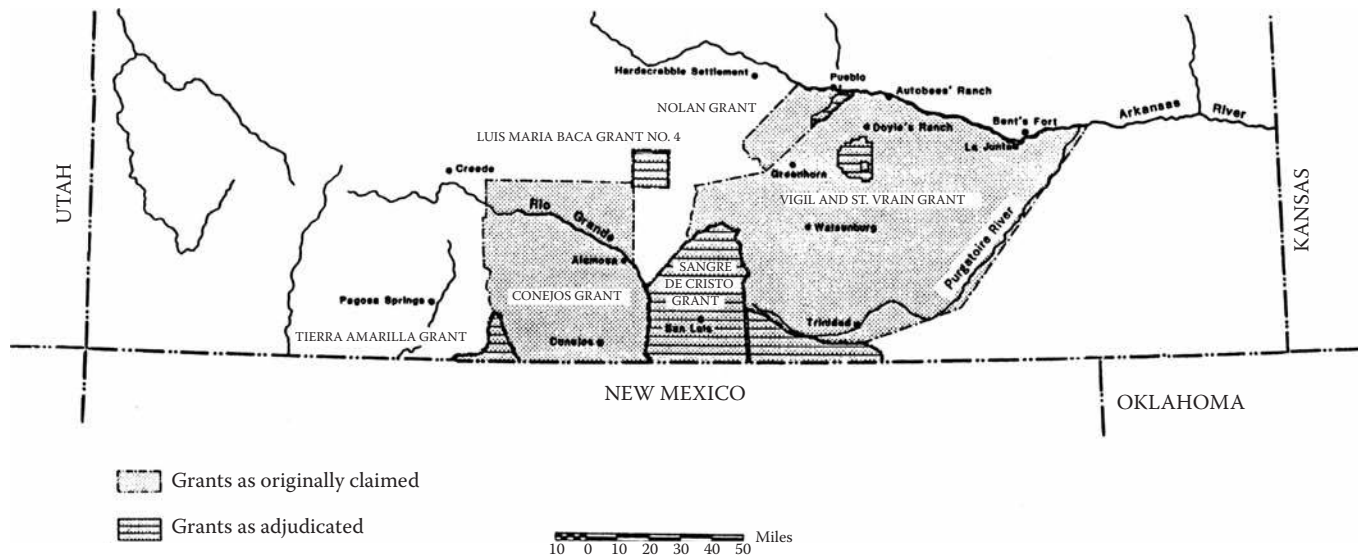 Hardscrabble Settlement
Pueblo
Autobees' Ranch
NOLAN GRANT
Arkansas River
Bent's Fort
Doyle's Ranch
LUIS MARIA BACA GRANT NO. 4
La Junta
Creede
Greenhorn
UTAH
VIGIL AND ST. VRAIN GRANT
KANSAS
Rio Grande
Walsenburg
Purgatoire River
Alamosa
SANGRE
DE CRISTO
GRANT
CONEJOS GRANT
Pagosa Springs
San Luis
Trinidad
TIERRA AMARILLA GRANT
Conejos
NEW MEXICO
OKLAHOMA
Grants as originally claimed
Grants as adjudicated
Miles
10 0 10 20 30 40 50